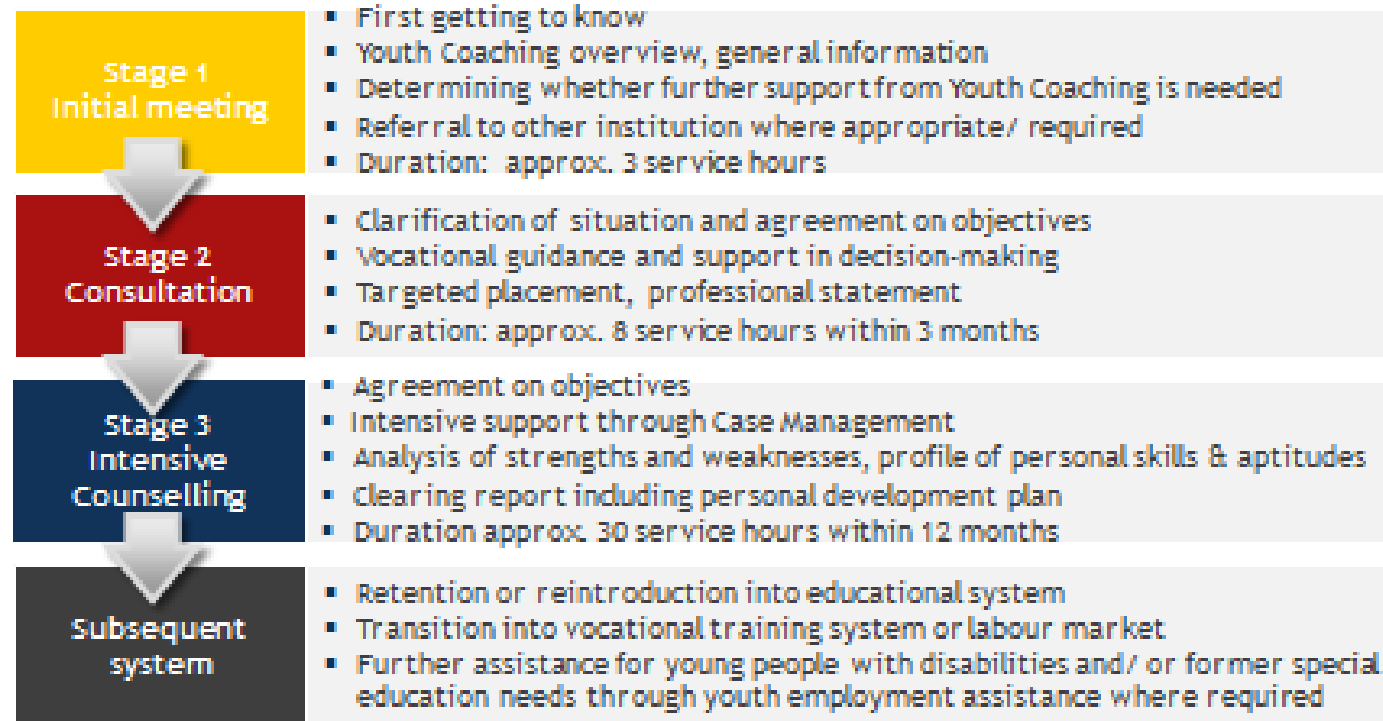 Stage 1
Initial meeting
▪ First getting to know
▪ Youth Coaching overview, general information
▪ Determining whether further support from Youth Coaching is needed
▪ Referral to other institution where appropriate/ required
▪ Duration: approx. 3 service hours
Stage 2
Consultation
▪ Clarification of situation and agreement on objectives
▪ Vocational guidance and support in decision-making
▪ Targeted placement, professional statement
▪ Duration: approx. 8 service hours within 3 months
Stage 3
Intensive
Counselling
▪ Agreement on objectives
▪ Intensive support through Case Management
▪ Analysis of strengths and weaknesses, profile of personal skills & aptitudes
▪ Clearing report including personal development plan
▪ Duration approx. 30 service hours within 12 months
Subsequent
system
▪ Retention or reintroduction into educational system
▪ Transition into vocational training system or labour market
▪ Further assistance for young people with disabilities and/ or former special
education needs through youth employment assistance where required